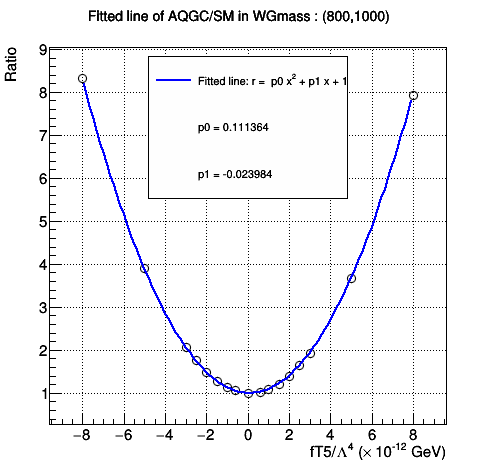 FItted line of AQGC/SM in WGmass : (800,1000)
Ratio
Fitted line: r = p0 x² + p1 x + 1
p0 = 0.111364
p1 = -0.023984
9
8
7
6
5
4
3
2
1
−8 −6 −4 −2 0 2 4 6 8
fT5/Λ⁴ (× 10⁻¹² GeV)